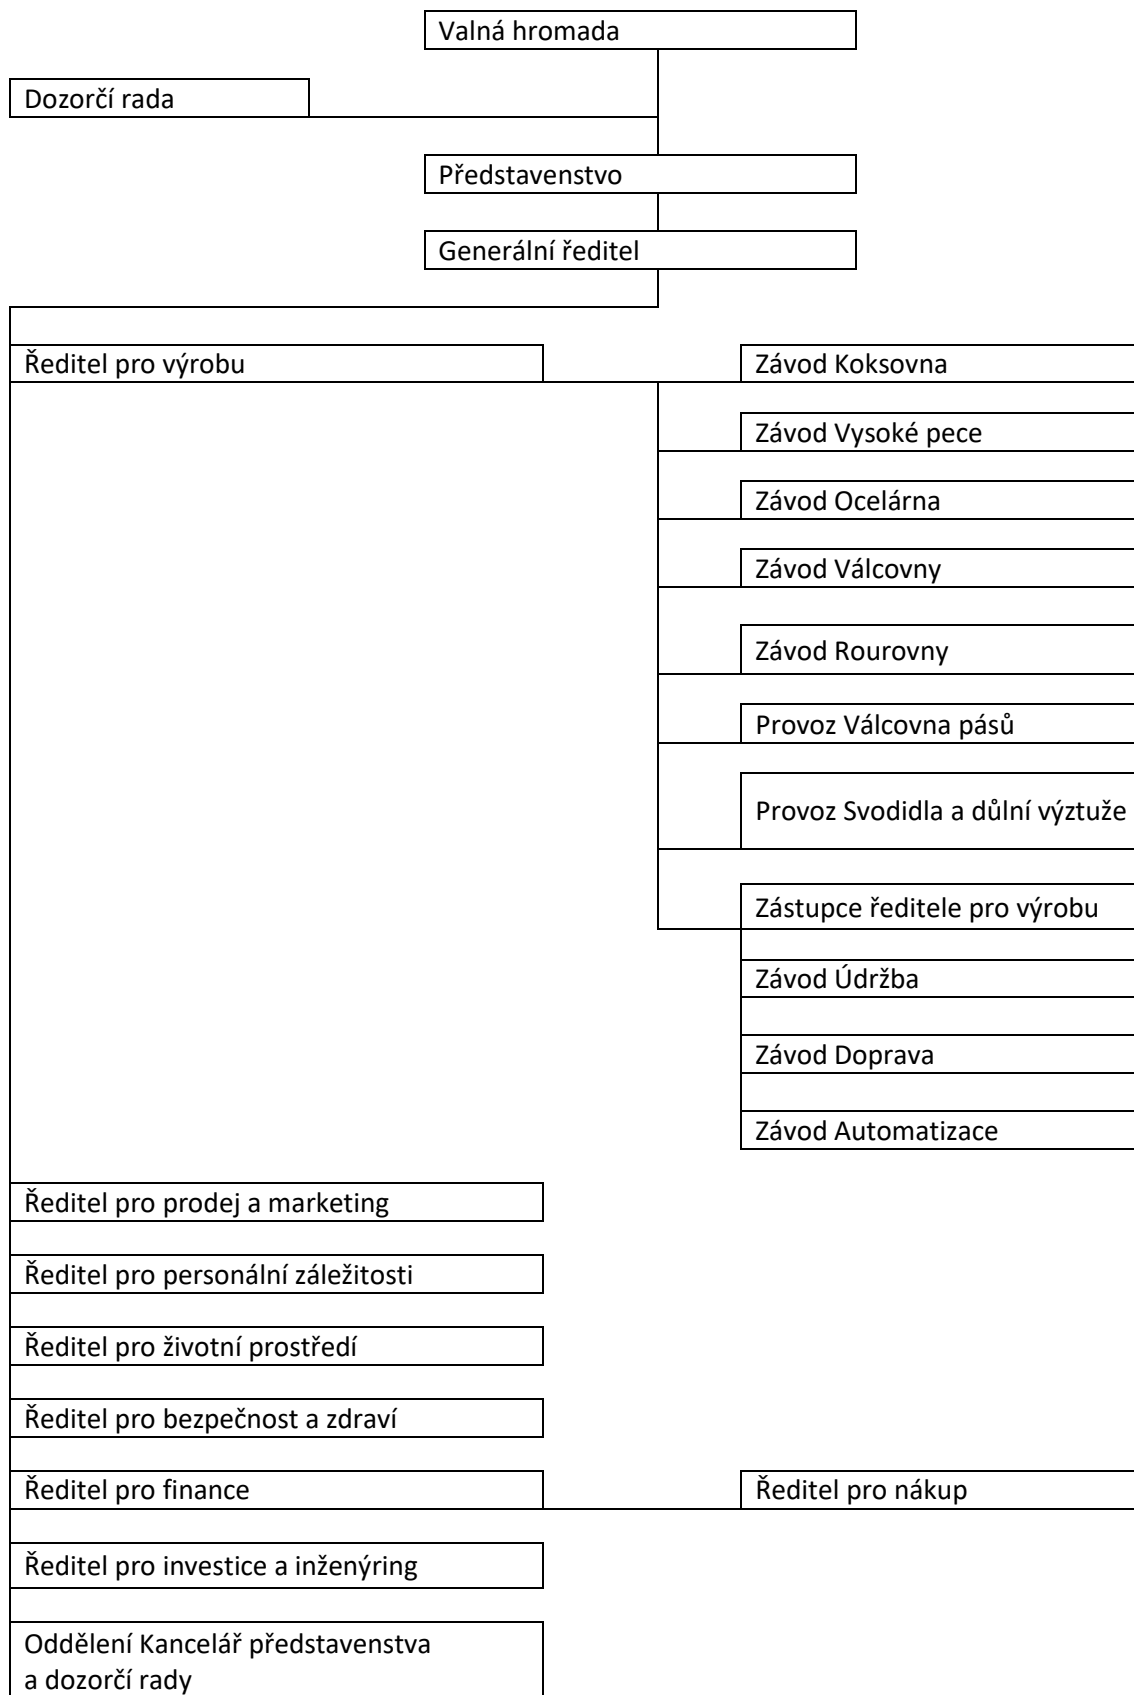 Valná hromada
Dozorčí rada
Představenstvo
Generální ředitel
Ředitel pro výrobu
Závod Koksovna
Závod Vysoké pece
Závod Ocelárna
Závod Válcovny
Závod Rourovny
Provoz Válcovna pásů
Provoz Svodidla a důlní výztuže
Zástupce ředitele pro výrobu
Závod Údržba
Závod Doprava
Závod Automatizace
Ředitel pro prodej a marketing
Ředitel pro personální záležitosti
Ředitel pro životní prostředí
Ředitel pro bezpečnost a zdraví
Ředitel pro finance
Ředitel pro nákup
Ředitel pro investice a inženýring
Oddělení Kancelář představenstva
a dozorčí rady